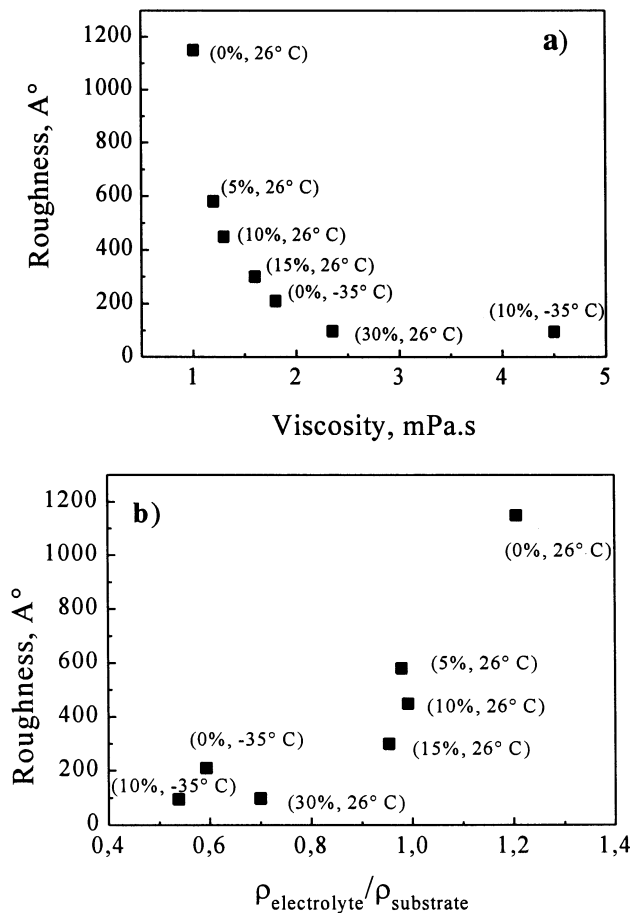 a)
Roughness, A°
1200
1000
800
600
400
200
0
(0%, 26° C)
(5%, 26° C)
(10%, 26° C)
(15%, 26° C)
(0%, -35° C)
(10%, -35° C)
(30%, 26° C)
1 2 3 4 5
Viscosity, mPa.s
b)
Roughness, A°
1200
1000
800
600
400
200
0
(0%, 26° C)
(5%, 26° C)
(10%, 26° C)
(0%, -35° C)
(15%, 26° C)
(10%, -35° C)
(30%, 26° C)
0,4 0,6 0,8 1,0 1,2 1,4
ρelectrolyte/ρsubstrate